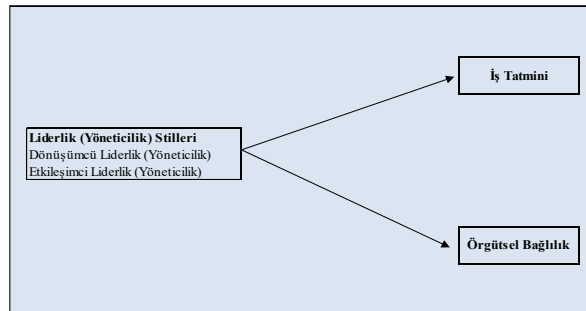 İş Tatmini
Liderlik (Yöneticilik) Stilleri
Dönüşümcü Liderlik (Yöneticilik)
Etkileşimci Liderlik (Yöneticilik)
Örgütsel Bağlılık